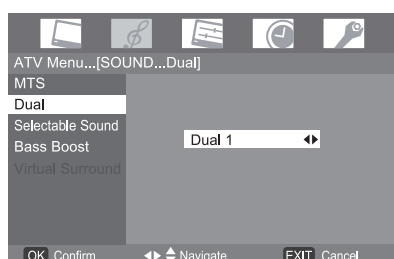 ATV Menu...[SOUND...Dual]
MTS
Dual
Selectable Sound
Bass Boost
Virtual Surround
Dual 1
OK Confirm Navigate EXIT Cancel